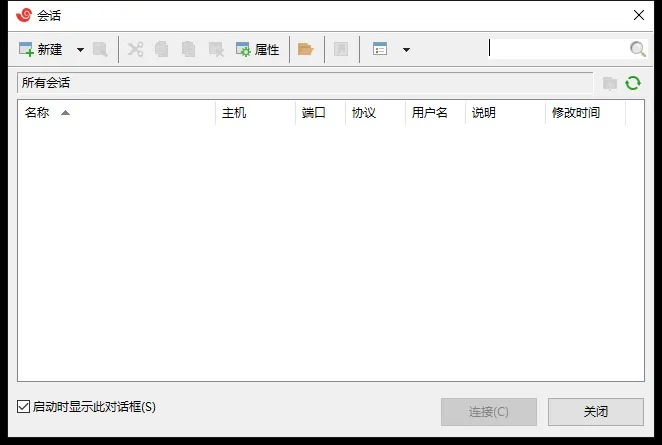 会话
新建
属性
所有会话
名称 主机 端口 协议 用户名 说明 修改时间
启动时显示此对话框(S)
连接(C) 关闭